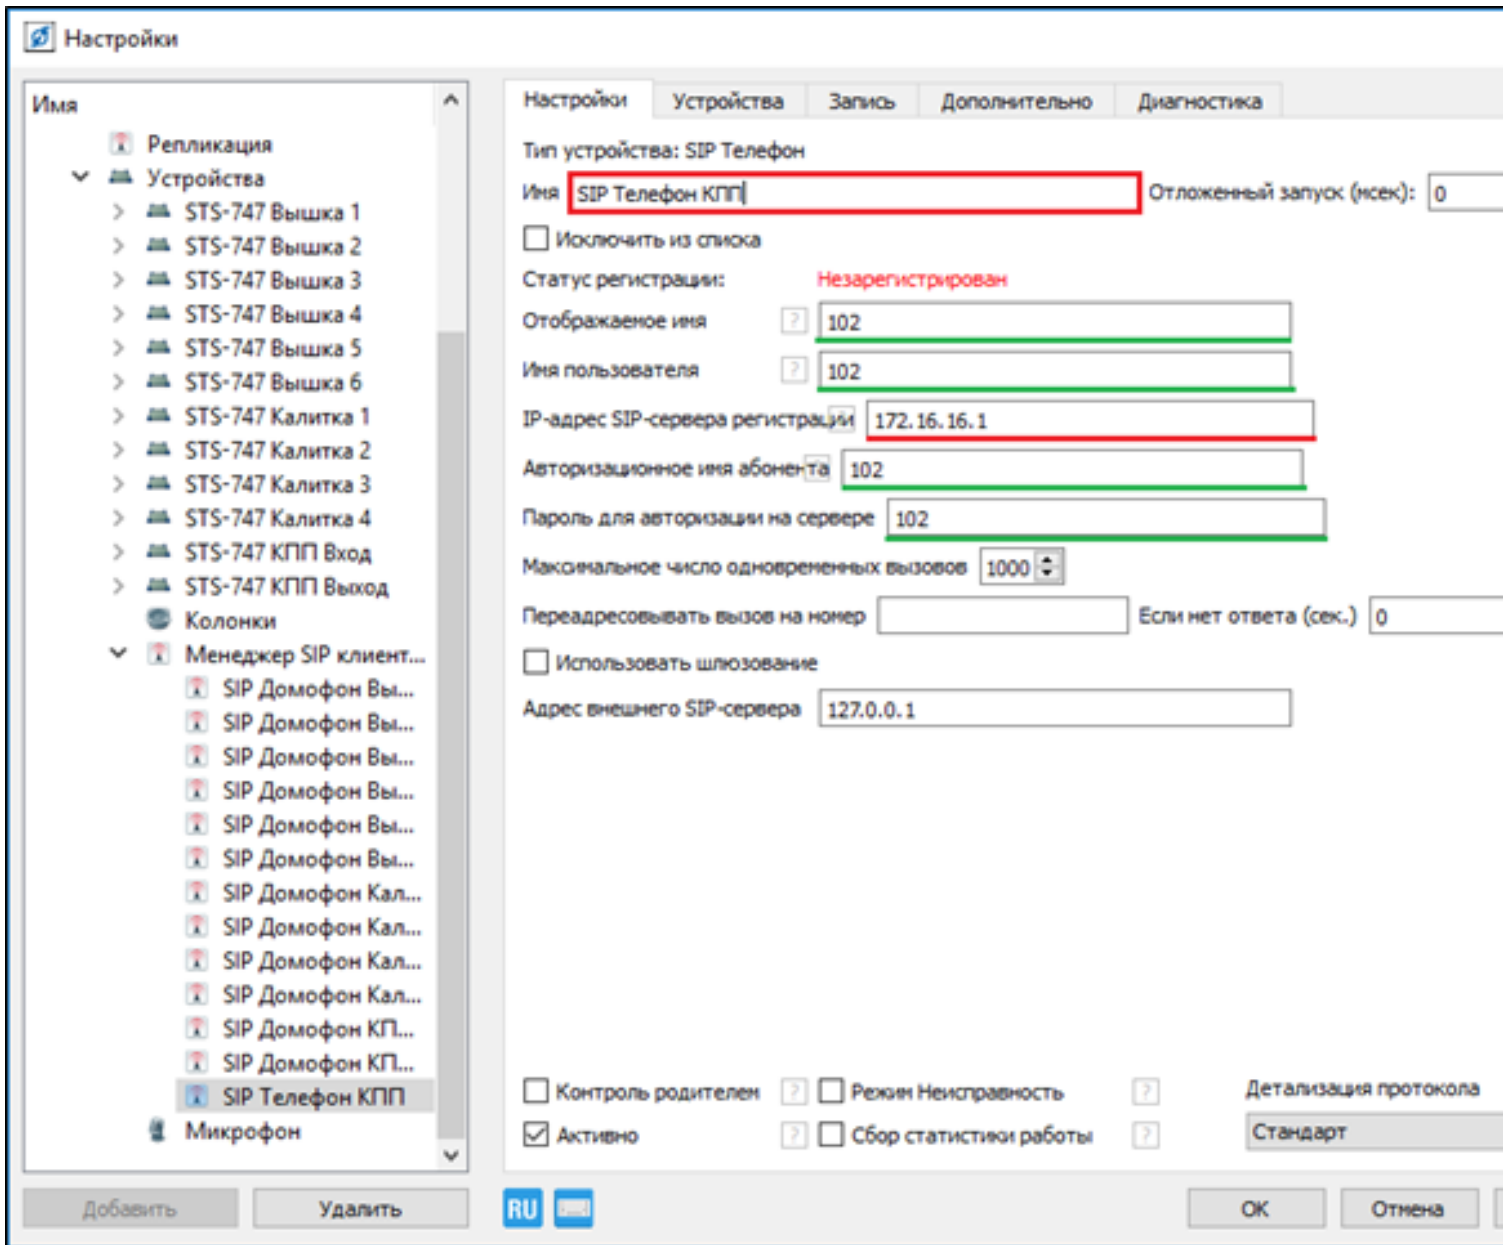 Настройки
Имя
Репликация
Устройства
STS-747 Вышка 1
STS-747 Вышка 2
STS-747 Вышка 3
STS-747 Вышка 4
STS-747 Вышка 5
STS-747 Вышка 6
STS-747 Калитка 1
STS-747 Калитка 2
STS-747 Калитка 3
STS-747 Калитка 4
STS-747 КПП Вход
STS-747 КПП Выход
Колонки
Менеджер SIP клиент...
SIP Домофон Вы...
SIP Домофон Вы...
SIP Домофон Вы...
SIP Домофон Вы...
SIP Домофон Вы...
SIP Домофон Вы...
SIP Домофон Кал...
SIP Домофон Кал...
SIP Домофон Кал...
SIP Домофон Кал...
SIP Домофон КП...
SIP Домофон КП...
SIP Телефон КПП
Микрофон
Добавить Удалить
Настройки Устройства Запись Дополнительно Диагностика
Тип устройства: SIP Телефон
Имя SIP Телефон КПП Отложенный запуск (мсек): 0
Исключить из списка
Статус регистрации: Незарегистрирован
Отображаемое имя ? 102
Имя пользователя ? 102
IP-адрес SIP-сервера регистрации 172.16.16.1
Авторизационное имя абонента 102
Пароль для авторизации на сервере 102
Максимальное число одновременных вызовов 1000
Переадресовывать вызов на номер Если нет ответа (сек.) 0
Использовать шлюзование
Адрес внешнего SIP-сервера 127.0.0.1
Контроль родителем ? Режим Неисправность ? Детализация протокола
Активно ? Сбор статистики работы ? Стандарт
RU ОК Отмена